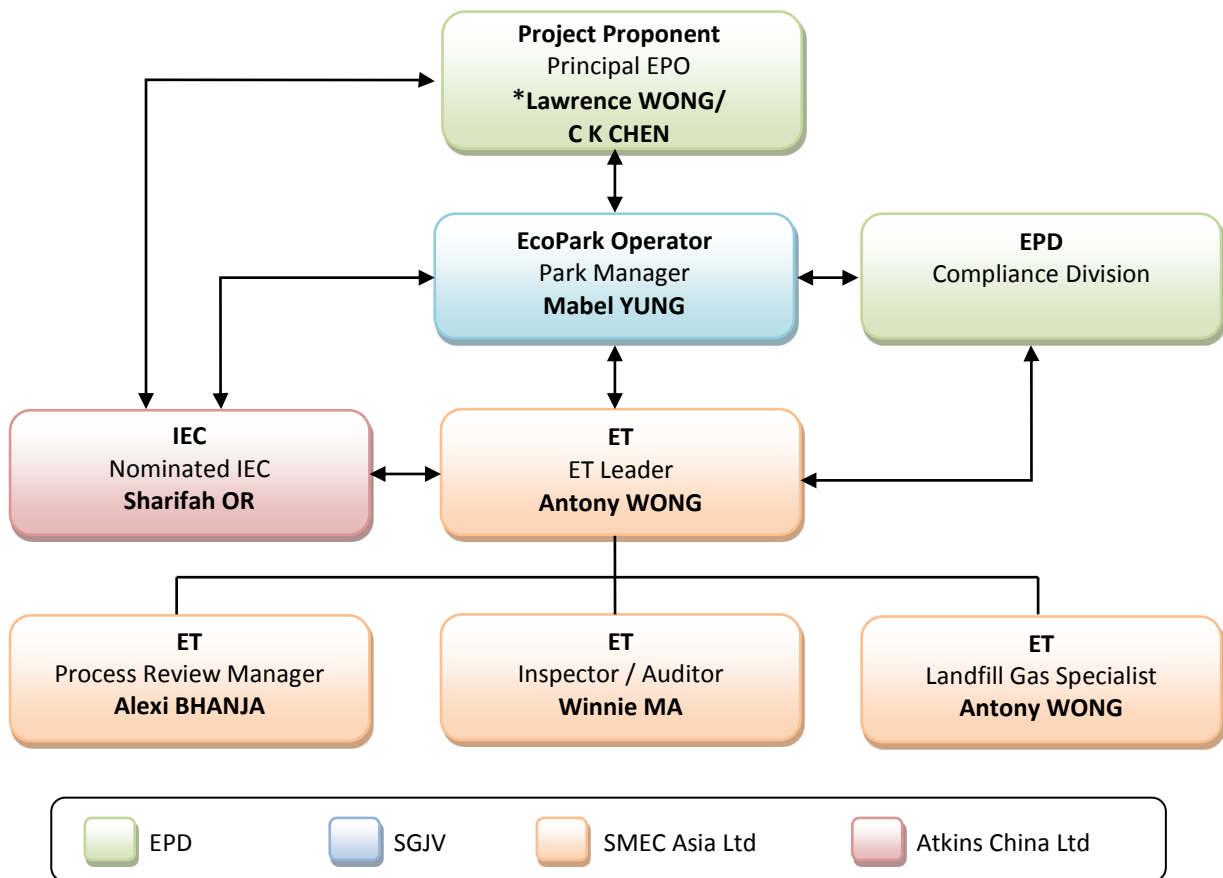 Project Proponent
Principal EPO
*Lawrence WONG/
C K CHEN
EcoPark Operator
Park Manager
Mabel YUNG
EPD
Compliance Division
IEC
Nominated IEC
Sharifah OR
ET
ET Leader
Antony WONG
ET
Process Review Manager
Alexi BHANJA
ET
Inspector / Auditor
Winnie MA
ET
Landfill Gas Specialist
Antony WONG
EPD
SGJV
SMEC Asia Ltd
Atkins China Ltd